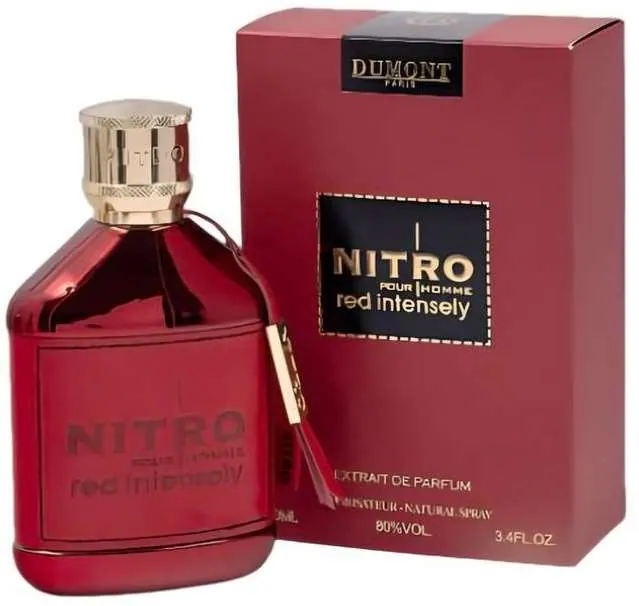 DUMONT
PARIS
NITRO
POUR HOMME
red intensely
EXTRAIT DE PARFUM
NATURAL SPRAY
80%VOL.
3.4FL.OZ.
NITRO
NITRO
POUR HOMME
red intensely